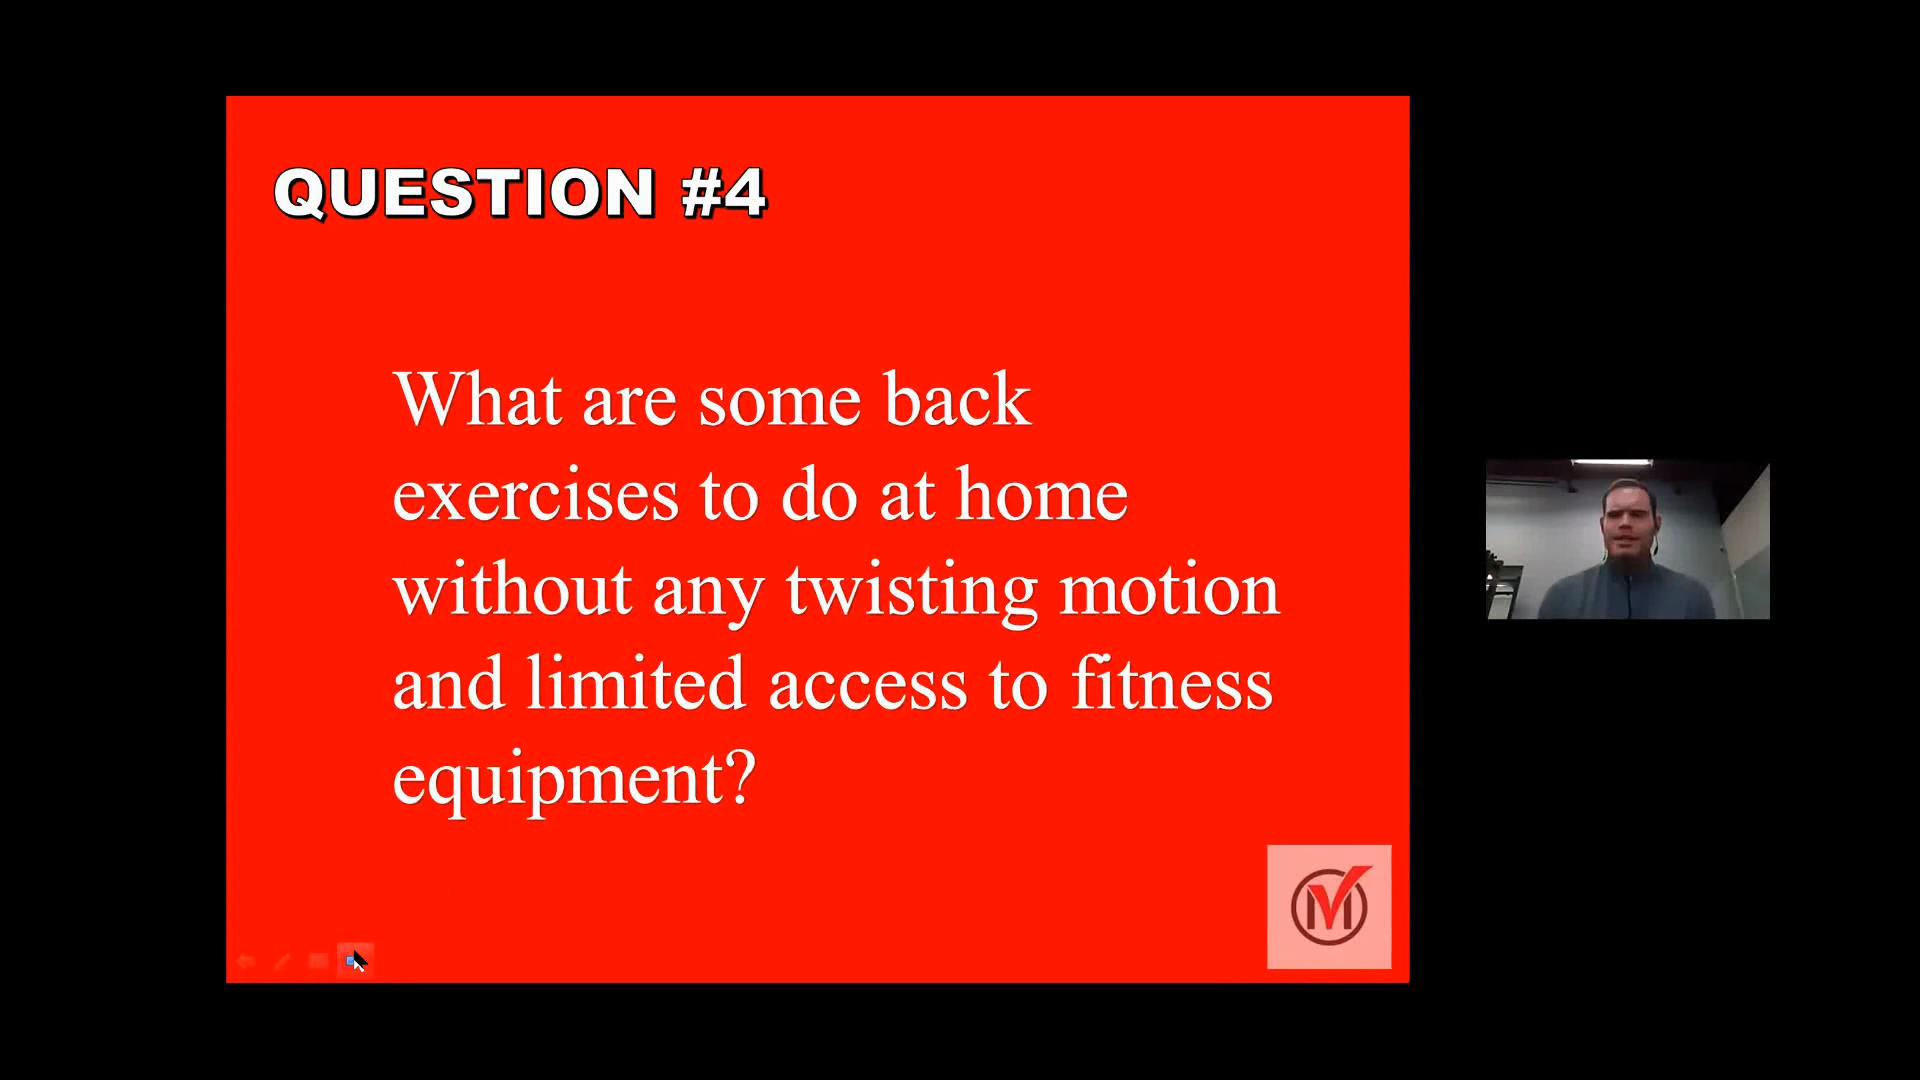 QUESTION #4
What are some back
exercises to do at home
without any twisting motion
and limited access to fitness
equipment?
M